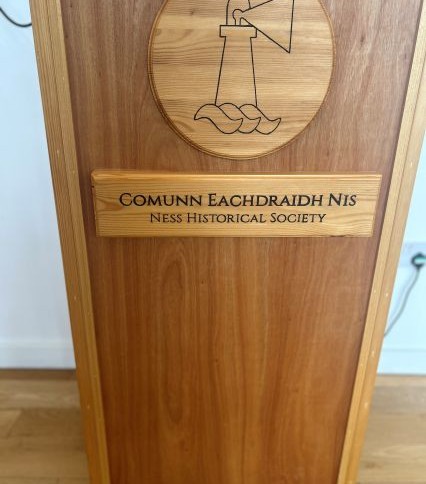 Comunn Eachdraidh Nis
Ness Historical Society